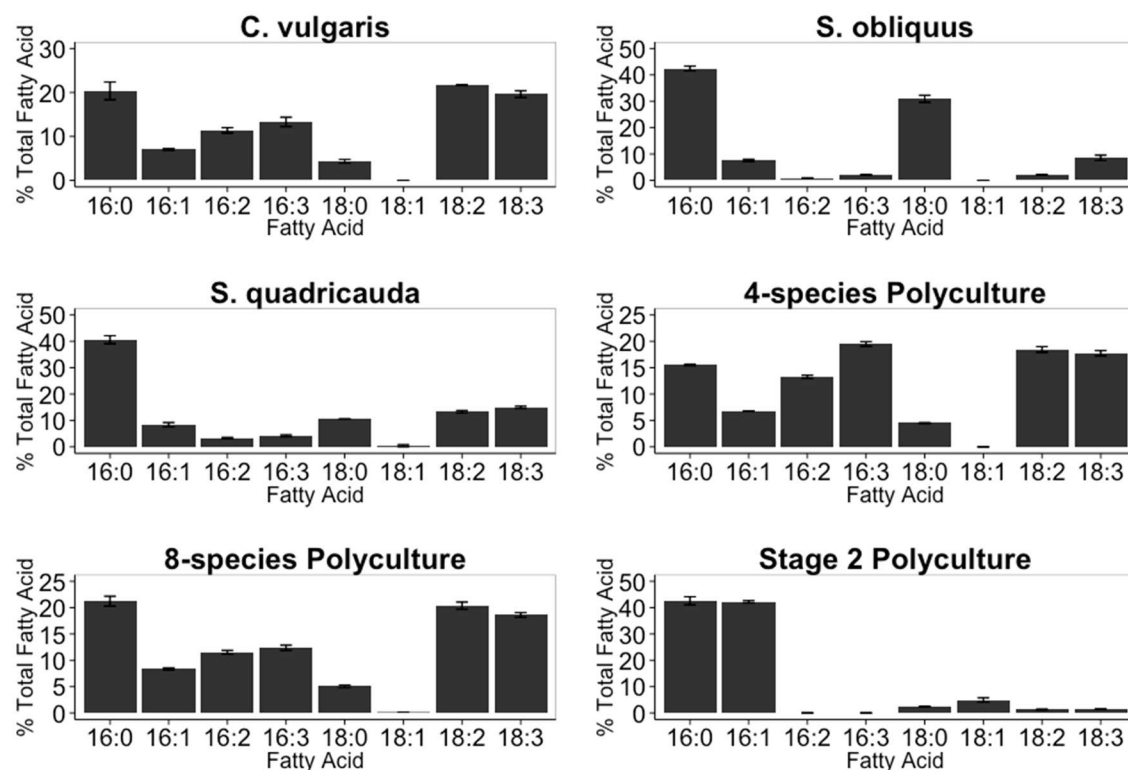 C. vulgaris
% Total Fatty Acid
30
20
10
0
16:0 16:1 16:2 16:3 18:0 18:1 18:2 18:3
Fatty Acid
S. obliquus
% Total Fatty Acid
50
40
30
20
10
0
16:0 16:1 16:2 16:3 18:0 18:1 18:2 18:3
Fatty Acid
S. quadricauda
% Total Fatty Acid
50
40
30
20
10
0
16:0 16:1 16:2 16:3 18:0 18:1 18:2 18:3
Fatty Acid
4-species Polyculture
% Total Fatty Acid
25
20
15
10
5
0
16:0 16:1 16:2 16:3 18:0 18:1 18:2 18:3
Fatty Acid
8-species Polyculture
% Total Fatty Acid
25
20
15
10
5
0
16:0 16:1 16:2 16:3 18:0 18:1 18:2 18:3
Fatty Acid
Stage 2 Polyculture
% Total Fatty Acid
50
40
30
20
10
0
16:0 16:1 16:2 16:3 18:0 18:1 18:2 18:3
Fatty Acid